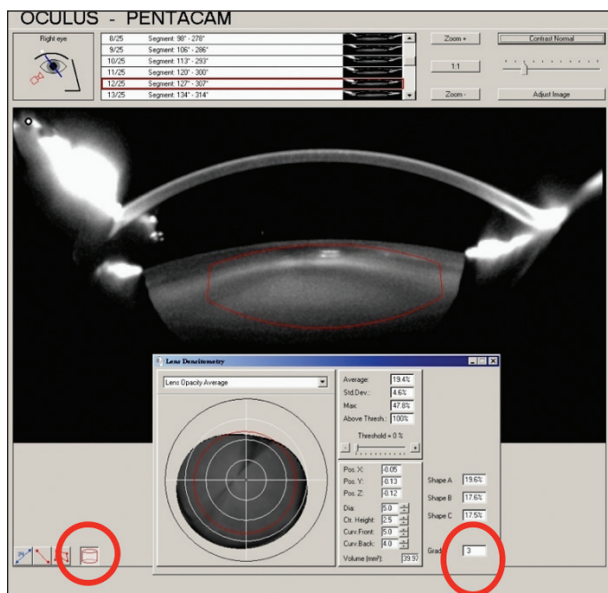 OCULUS - PENTACAM
Right eye
8/25 Segment: 98° - 278°
9/25 Segment: 106° - 286°
10/25 Segment: 113° - 293°
11/25 Segment: 120° - 300°
12/25 Segment: 127° - 307°
13/25 Segment: 134° - 314°
Zoom +
1:1
Zoom -
Contrast Normal
Adjust Image
Lens Densitometry
Lens Opacity Average
Average: 19.4%
Std.Dev.: 4.6%
Max: 47.8%
Above Thresh.: 100%
Threshold = 0 %
- +
Pos. X: -0.05
Pos. Y: -0.13
Pos. Z: -0.12
Dia: 5.0
Ctr. Height: 2.5
Curv.Front: 5.0
Curv.Back: 4.0
Volume (mm³): 39.97
Shape A 19.6%
Shape B 17.6%
Shape C 17.5%
Grad 3